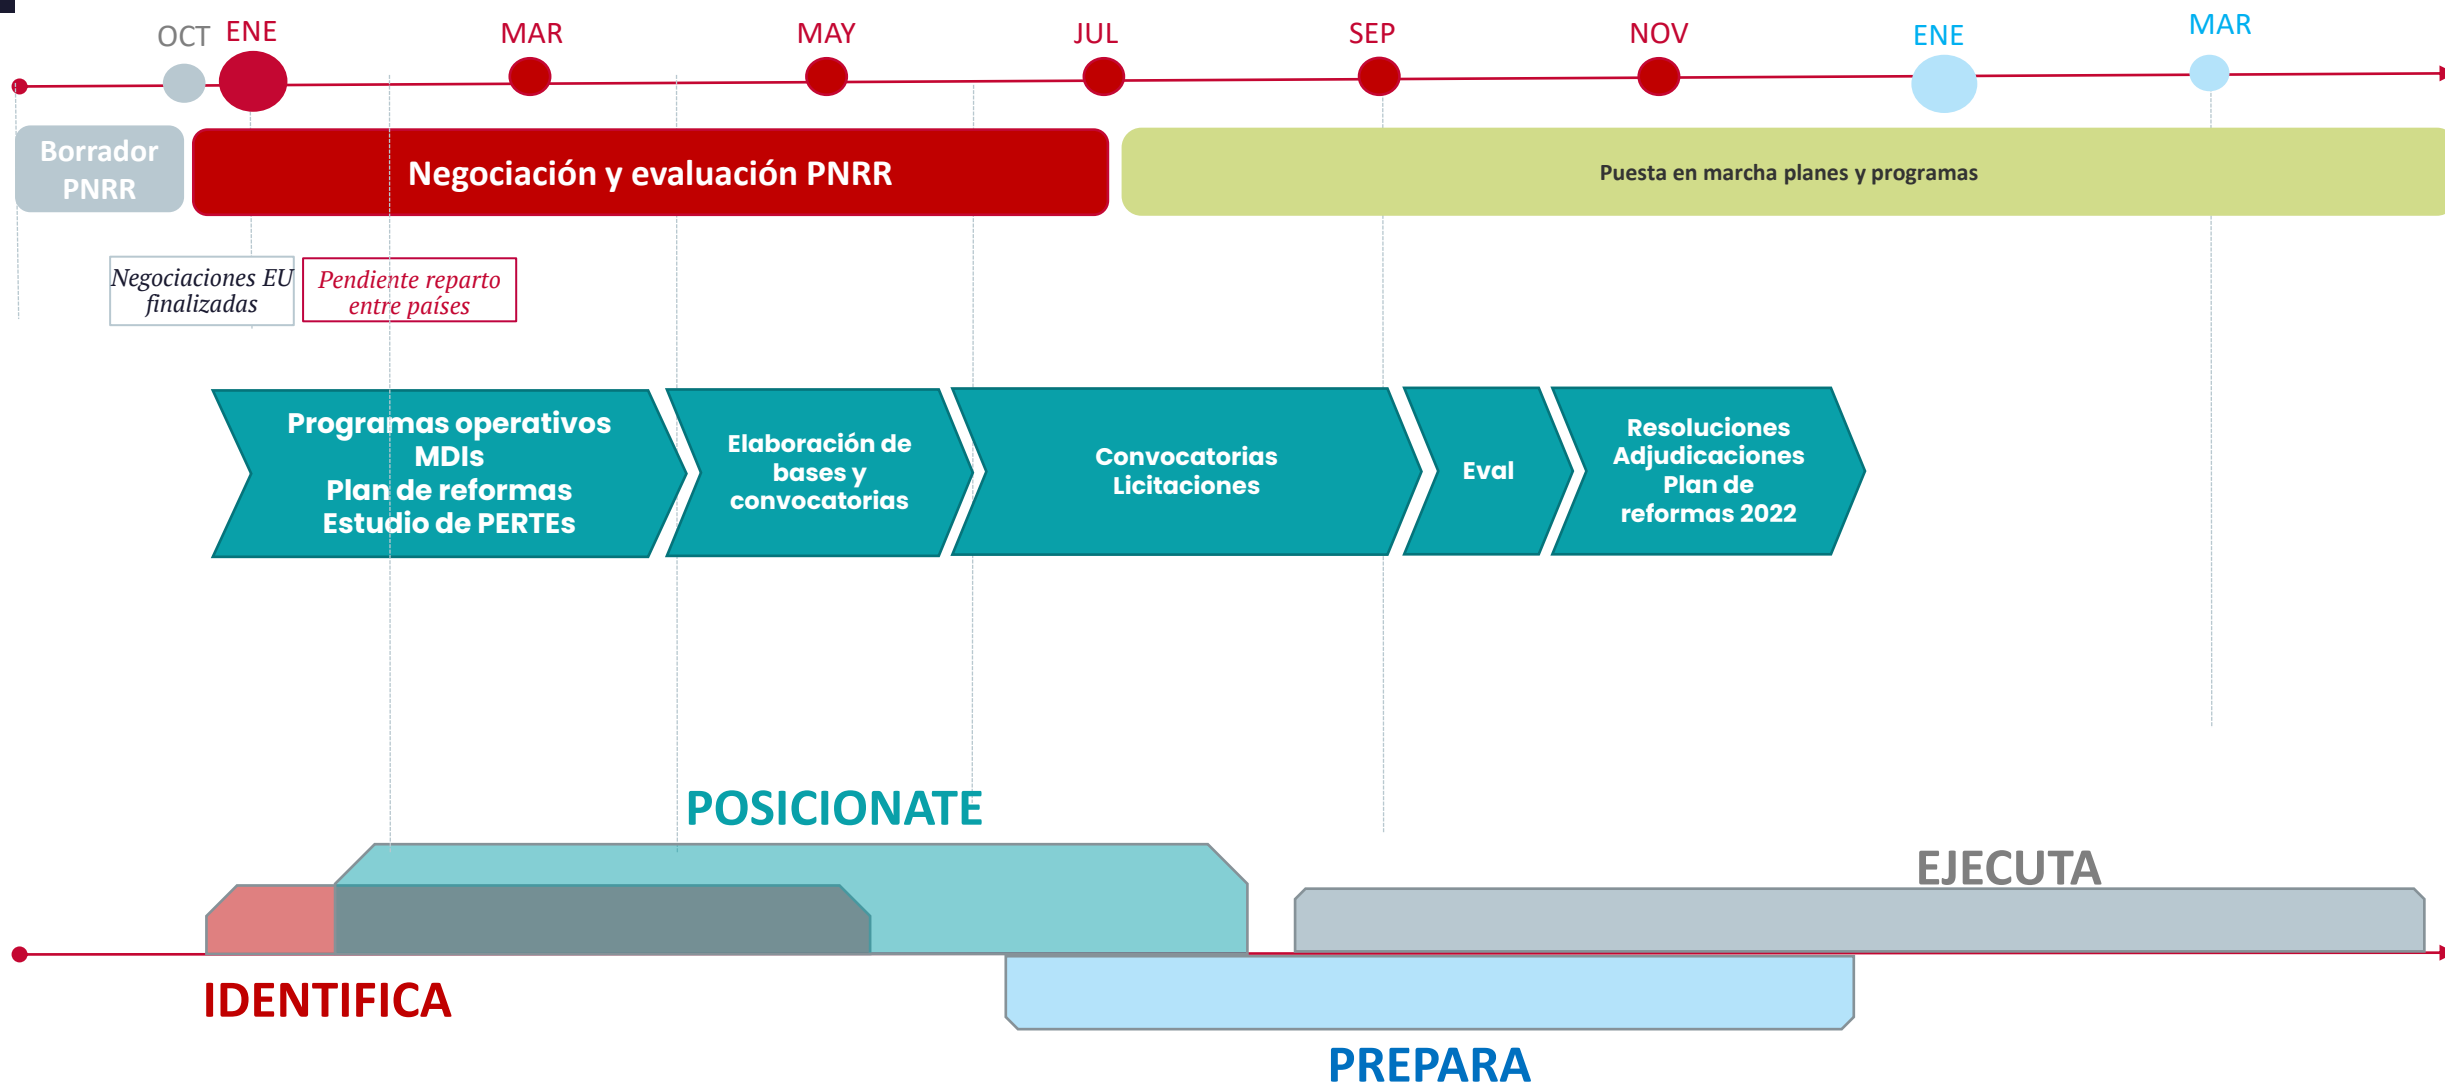 OCT
ENE
MAR
MAY
JUL
SEP
NOV
ENE
MAR
Borrador
PNRR
Negociación y evaluación PNRR
Puesta en marcha planes y programas
Negociaciones EU
finalizadas
Pendiente reparto
entre países
Programas operativos
MDIs
Plan de reformas
Estudio de PERTEs
Elaboración de
bases y
convocatorias
Convocatorias
Licitaciones
Eval
Resoluciones
Adjudicaciones
Plan de
reformas 2022
POSICIONATE
EJECUTA
IDENTIFICA
PREPARA